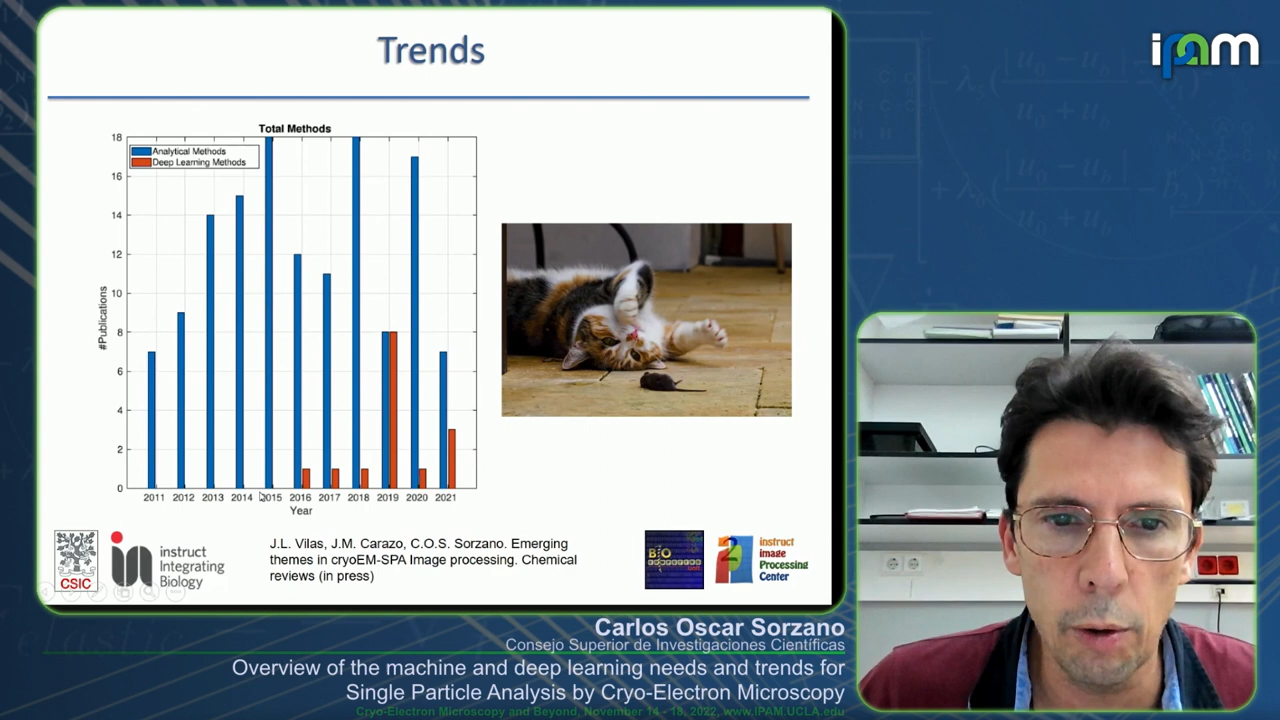 Trends
ipam
Total Methods
Analytical Methods
Deep Learning Methods
#Publications
18
16
14
12
10
8
6
4
2
0
2011 2012 2013 2014 2015 2016 2017 2018 2019 2020 2021
Year
CSIC
instruct
Integrating
Biology
J.L. Vilas, J.M. Carazo, C.O.S. Sorzano. Emerging
themes in cryoEM-SPA Image processing. Chemical
reviews (in press)
instruct
image
Processing
Center
Carlos Oscar Sorzano
Consejo Superior de Investigaciones Científicas
Overview of the machine and deep learning needs and trends for
Single Particle Analysis by Cryo-Electron Microscopy
Cryo-Electron Microscopy and Beyond, November 14 - 18, 2022, www.IPAM.UCLA.edu